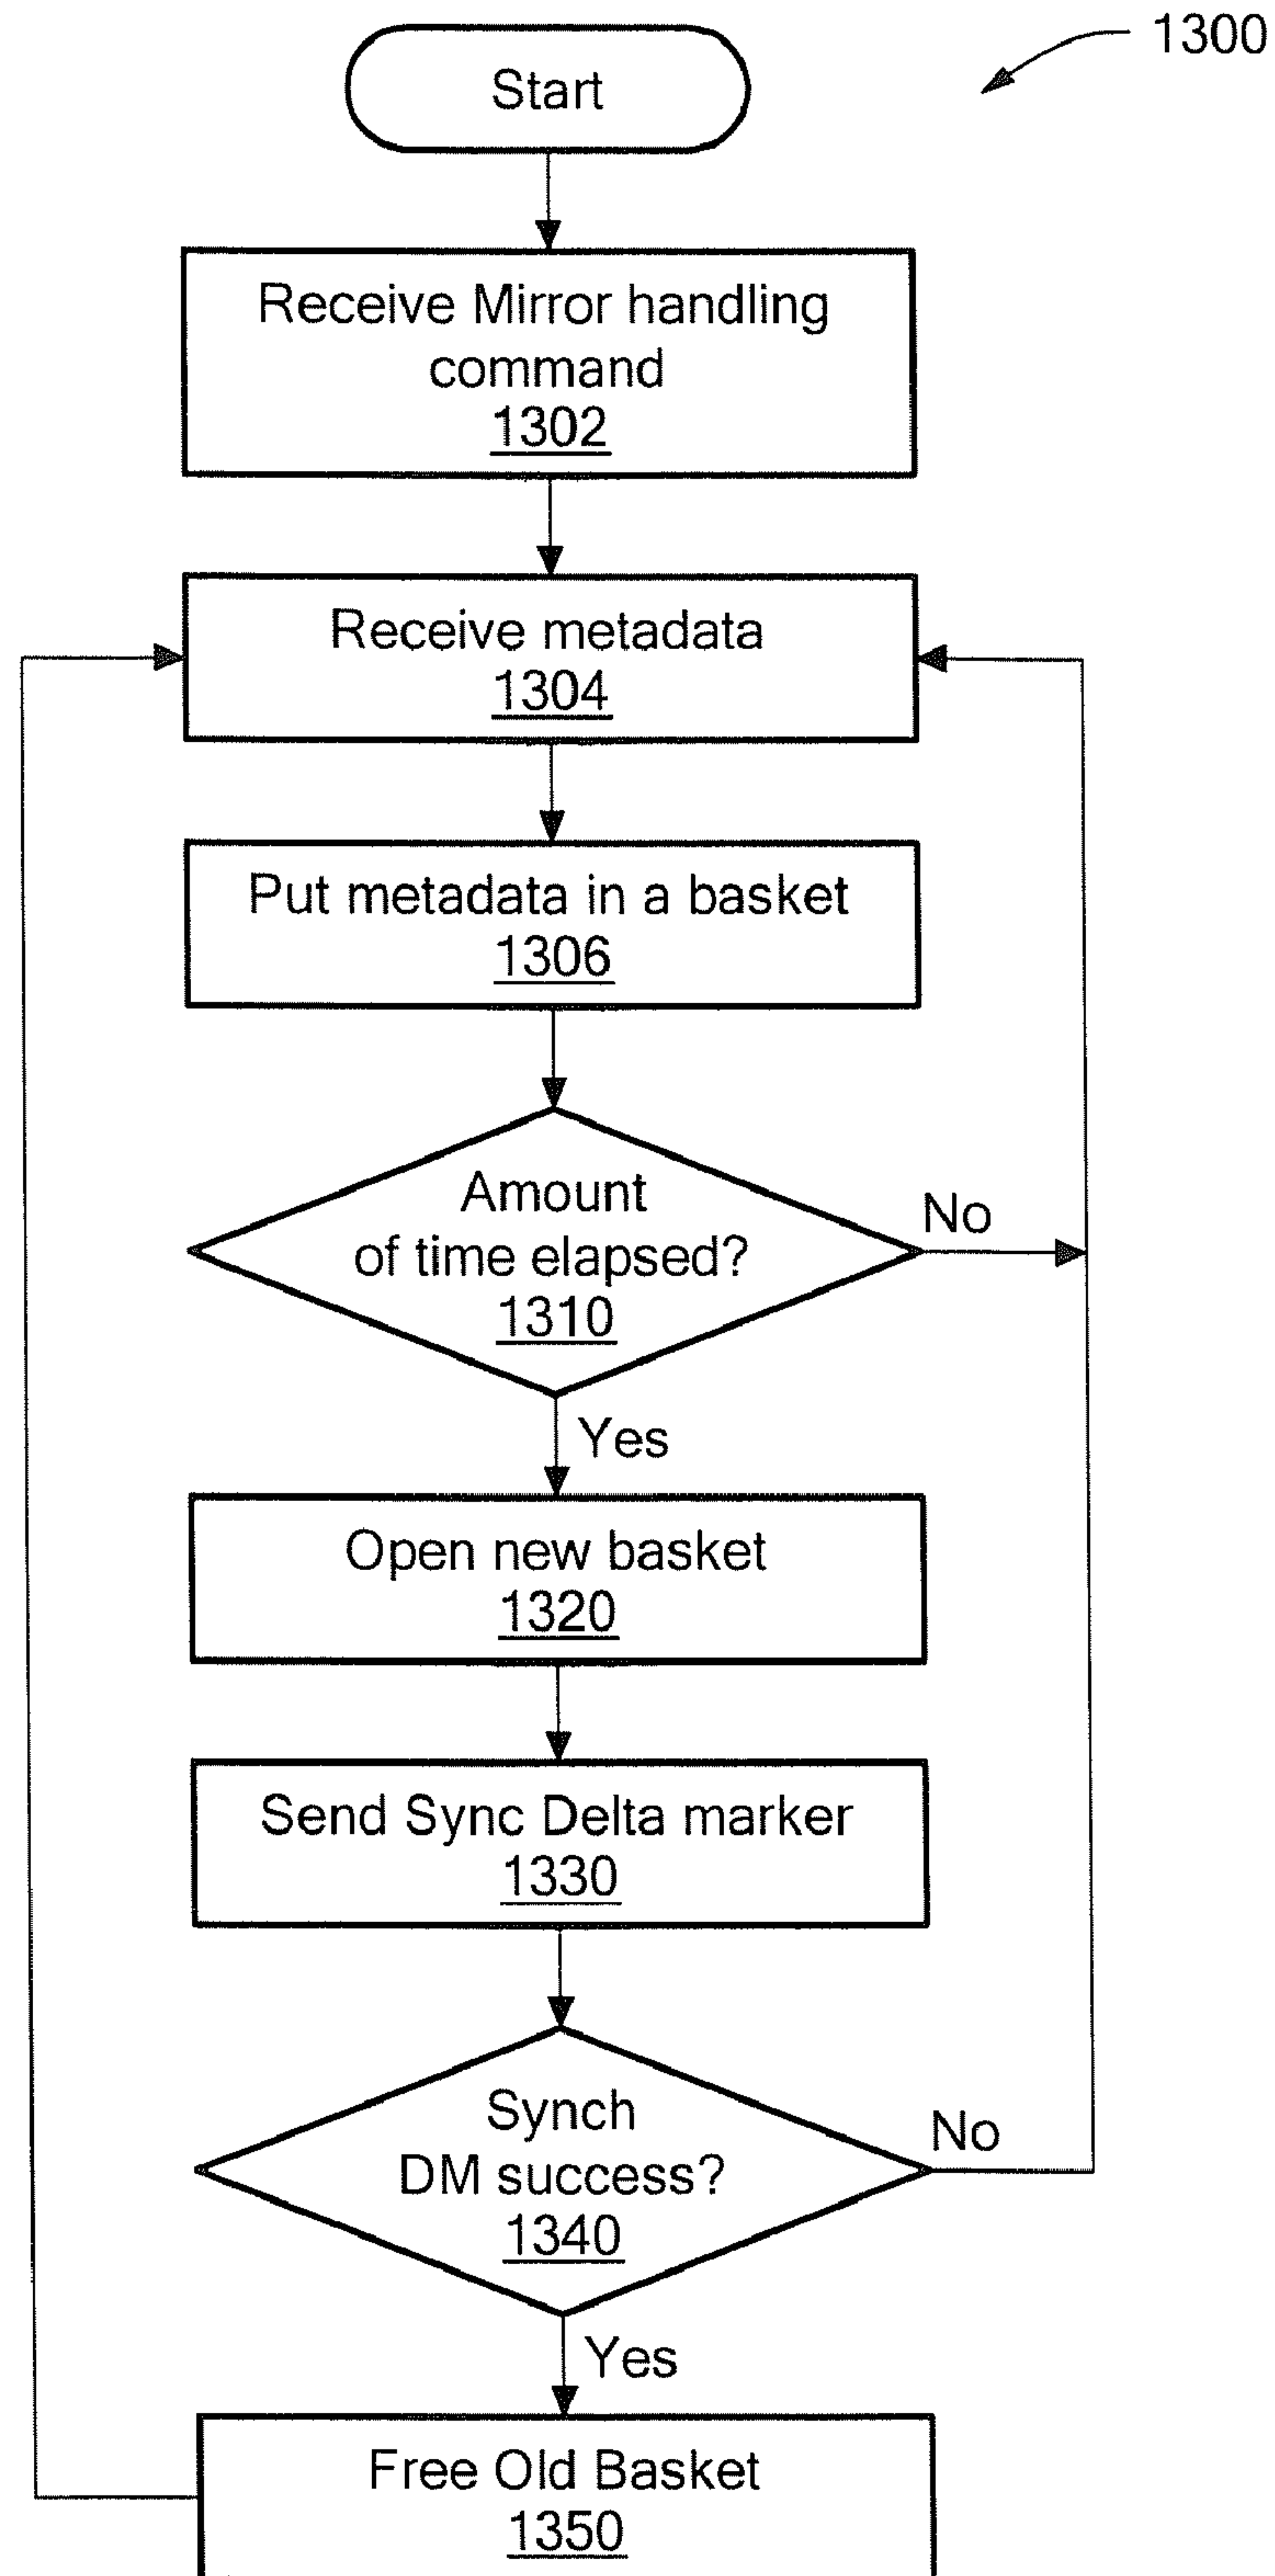 1300
Start
Receive Mirror handling
command
1302
Receive metadata
1304
Put metadata in a basket
1306
Amount
of time elapsed?
1310
No
Yes
Open new basket
1320
Send Sync Delta marker
1330
Synch
DM success?
1340
No
Yes
Free Old Basket
1350